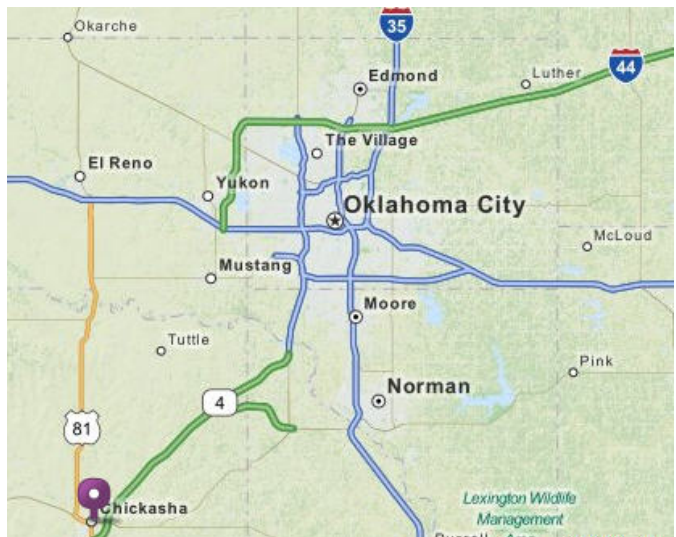 Okarche
35
Edmond
Luther
44
The Village
El Reno
Yukon
Oklahoma City
McLoud
Mustang
Moore
Tuttle
Pink
Norman
4
81
Chickasha
Lexington Wildlife
Management